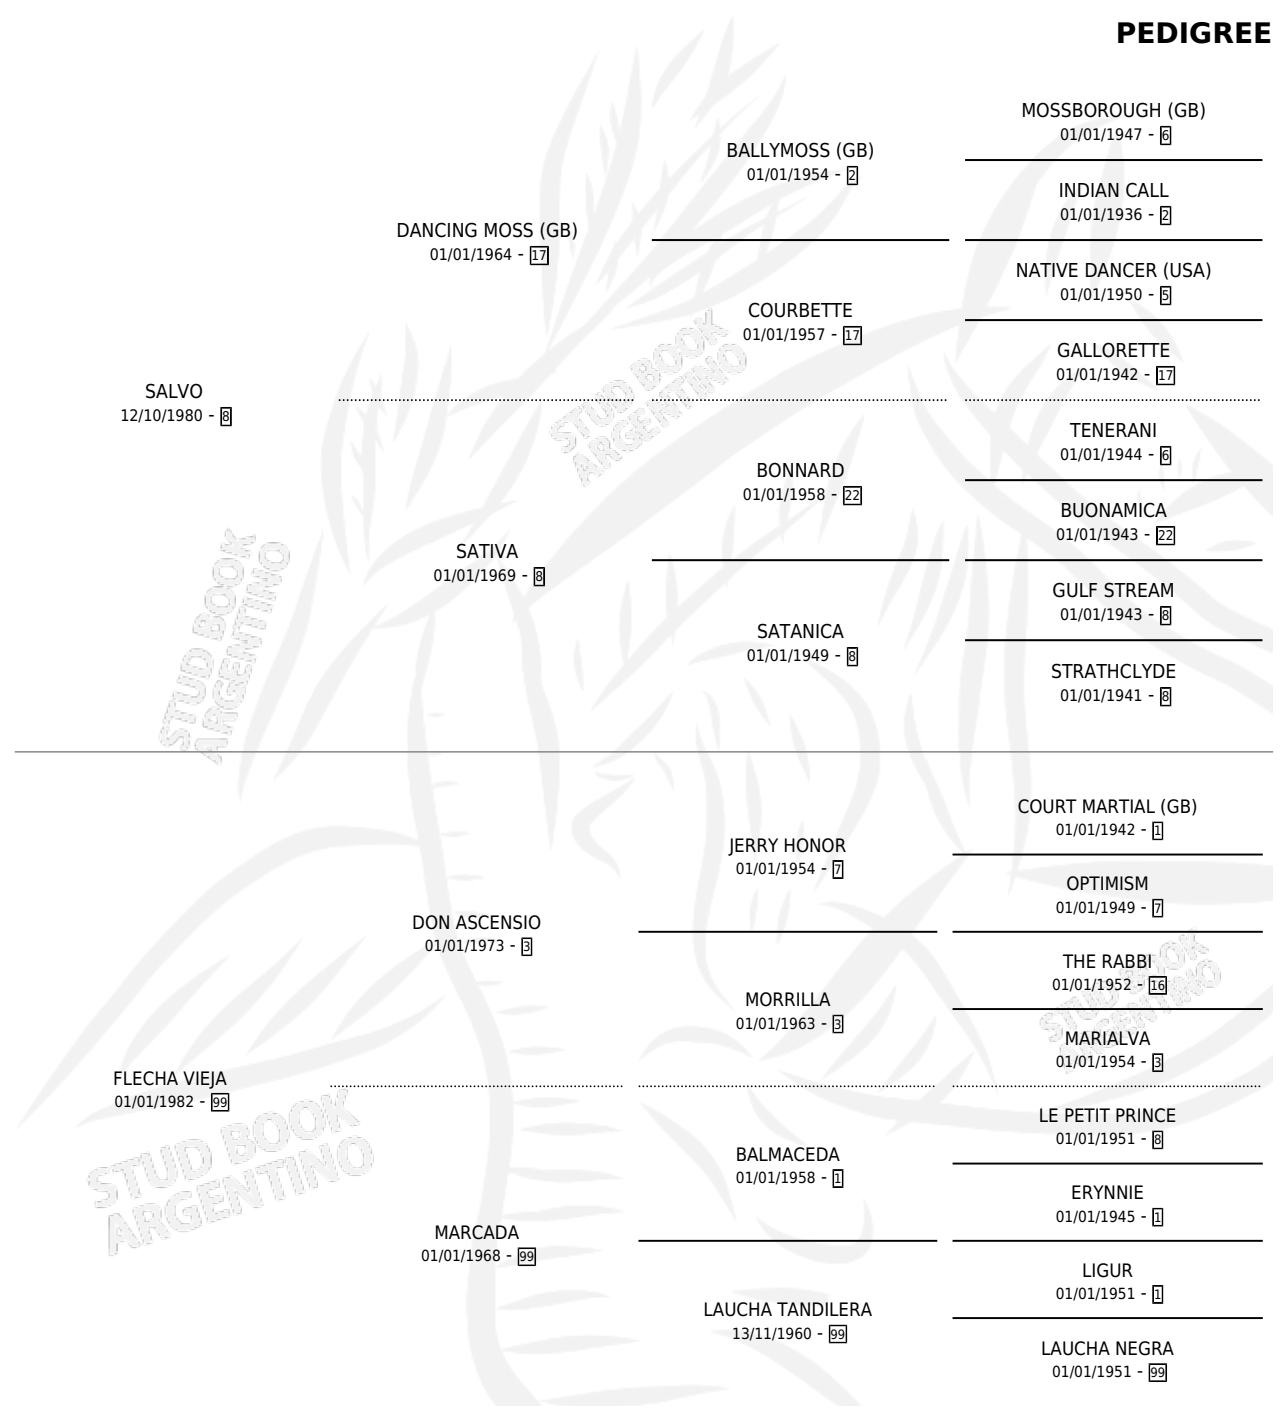 PEDIGREE
MOSSBOROUGH (GB)
01/01/1947 - 6
BALLYMOSS (GB)
01/01/1954 - 2
INDIAN CALL
01/01/1936 - 2
DANCING MOSS (GB)
01/01/1964 - 17
NATIVE DANCER (USA)
01/01/1950 - 5
COURBETTE
01/01/1957 - 17
GALLORETTE
01/01/1942 - 17
SALVO
12/10/1980 - 8
TENERANI
01/01/1944 - 6
BONNARD
01/01/1958 - 22
BUONAMICA
01/01/1943 - 22
SATIVA
01/01/1969 - 8
GULF STREAM
01/01/1943 - 8
SATANICA
01/01/1949 - 8
STRATHCLYDE
01/01/1941 - 8
COURT MARTIAL (GB)
01/01/1942 - 1
JERRY HONOR
01/01/1954 - 7
OPTIMISM
01/01/1949 - 7
DON ASCENSIO
01/01/1973 - 3
THE RABBI
01/01/1952 - 16
MORRILLA
01/01/1963 - 3
MARIALVA
01/01/1954 - 3
FLECHA VIEJA
01/01/1982 - 99
LE PETIT PRINCE
01/01/1951 - 8
BALMACEDA
01/01/1958 - 1
ERYNNIE
01/01/1945 - 1
MARCADA
01/01/1968 - 99
LIGUR
01/01/1951 - 1
LAUCHA TANDILERA
13/11/1960 - 99
LAUCHA NEGRA
01/01/1951 - 99
STUD BOOK
ARGENTINO
STUD BOOK
ARGENTINO
STUD BOOK
ARGENTINO
STUD BOOK
ARGENTINO